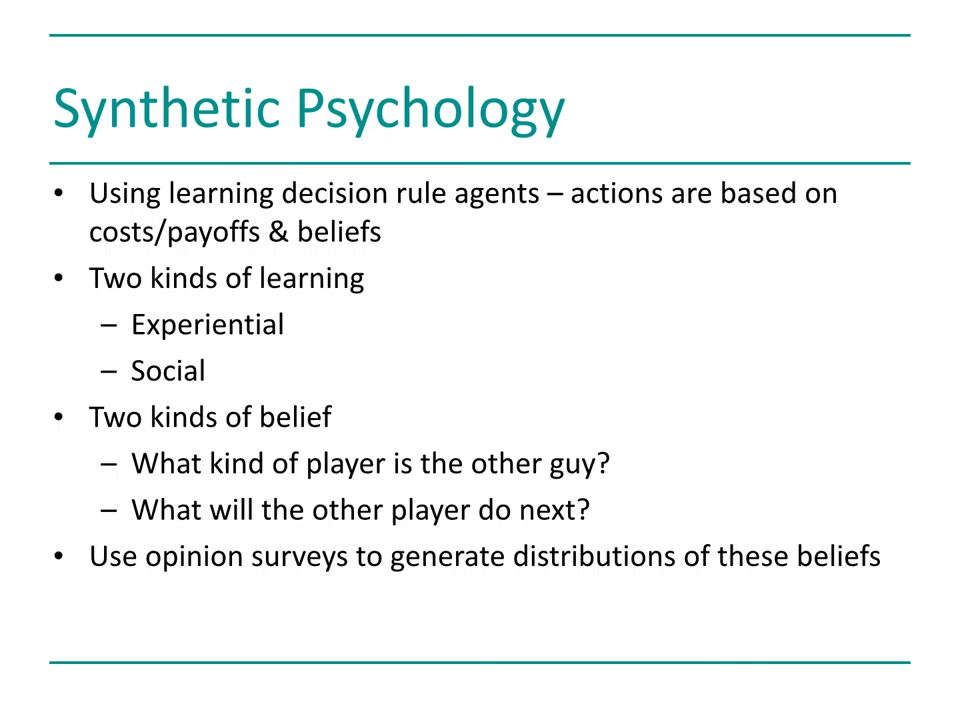 Synthetic Psychology
• Using learning decision rule agents – actions are based on
costs/payoffs & beliefs
• Two kinds of learning
– Experiential
– Social
• Two kinds of belief
– What kind of player is the other guy?
– What will the other player do next?
• Use opinion surveys to generate distributions of these beliefs